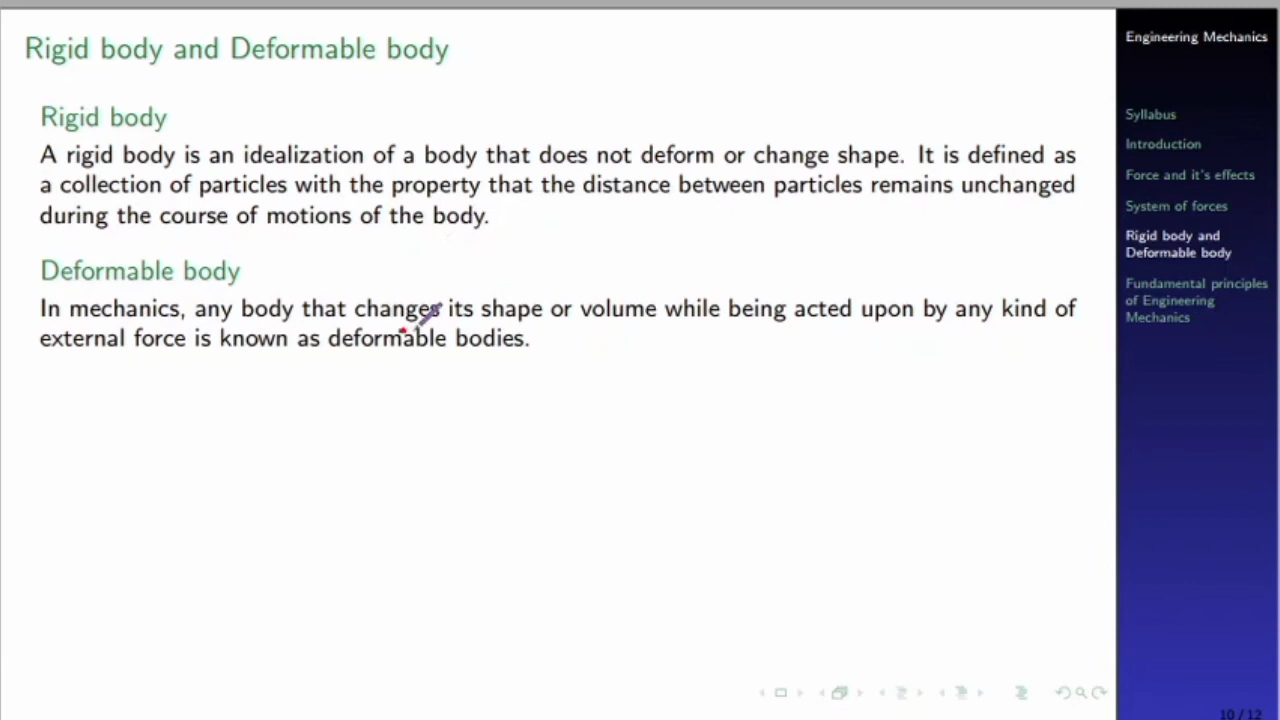 Rigid body and Deformable body
Rigid body
A rigid body is an idealization of a body that does not deform or change shape. It is defined as
a collection of particles with the property that the distance between particles remains unchanged
during the course of motions of the body.
Deformable body
In mechanics, any body that changes its shape or volume while being acted upon by any kind of
external force is known as deformable bodies.
Engineering Mechanics
Syllabus
Introduction
Force and it's effects
System of forces
Rigid body and
Deformable body
Fundamental principles
of Engineering
Mechanics
10 / 12